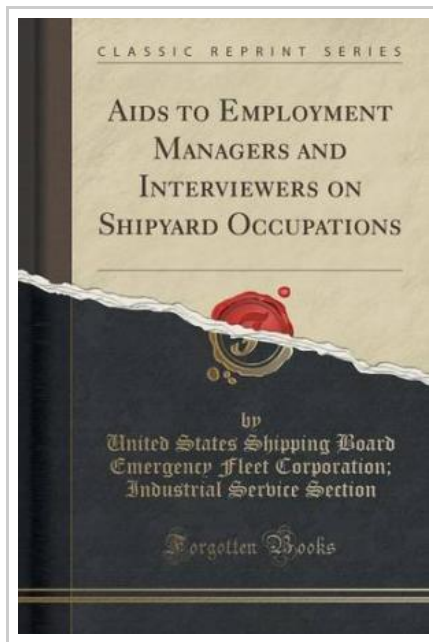 CLASSIC REPRINT SERIES
AIDS TO EMPLOYMENT
MANAGERS AND
INTERVIEWERS ON
SHIPYARD OCCUPATIONS
by
United States Shipping Board
Emergency Fleet Corporation;
Industrial Service Section
Forgotten Books